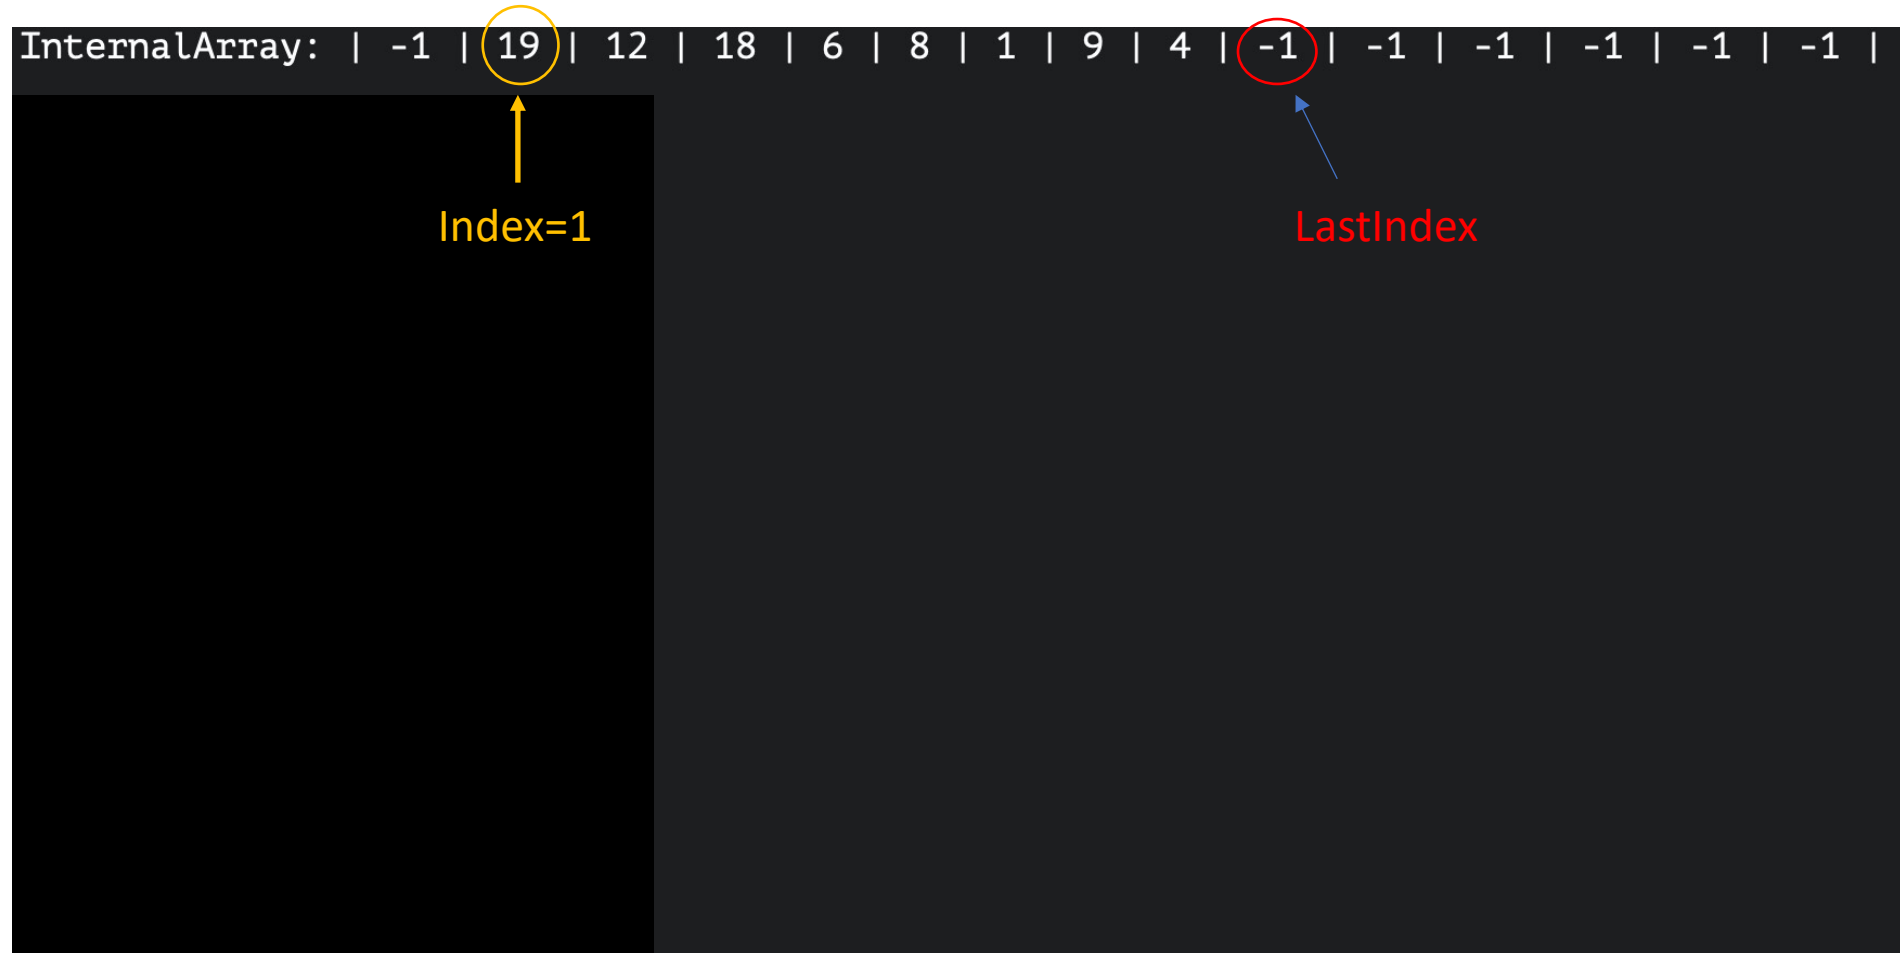 InternalArray: | -1 | 19 | 12 | 18 | 6 | 8 | 1 | 9 | 4 | -1 | -1 | -1 | -1 | -1 | -1 |
Index=1 LastIndex